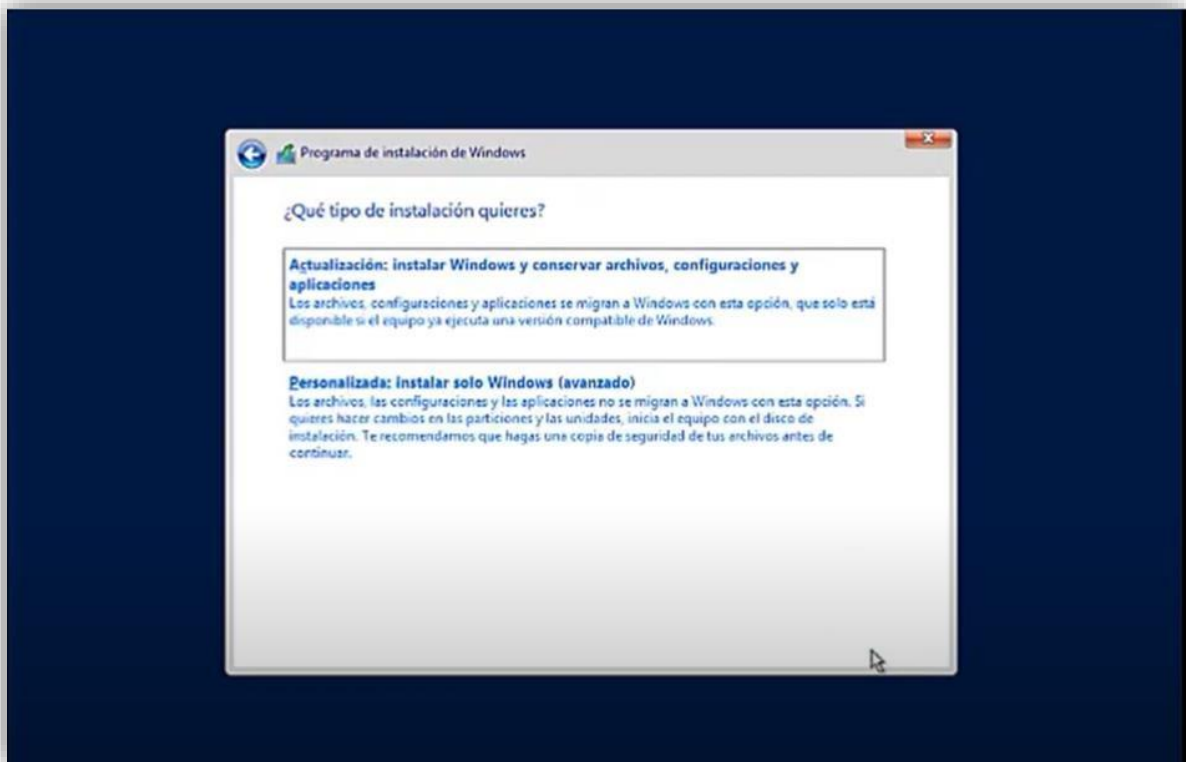 Programa de instalación de Windows
¿Qué tipo de instalación quieres?
Actualización: instalar Windows y conservar archivos, configuraciones y
aplicaciones
Los archivos, configuraciones y aplicaciones se migran a Windows con esta opción, que solo está
disponible si el equipo ya ejecuta una versión compatible de Windows.
Personalizada: instalar solo Windows (avanzado)
Los archivos, las configuraciones y las aplicaciones no se migran a Windows con esta opción. Si
quieres hacer cambios en las particiones y las unidades, inicia el equipo con el disco de
instalación. Te recomendamos que hagas una copia de seguridad de tus archivos antes de
continuar.